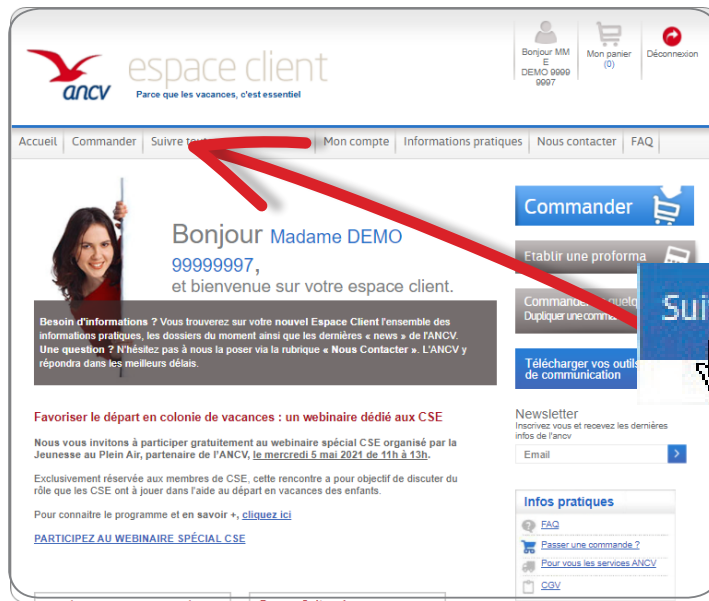 Bonjour MM
E
DEMO 9999
9997
Mon panier
(0)
Déconnexion
ancv
espace client
Parce que les vacances, c'est essentiel
Accueil
Commander
Suivre
Mon compte
Informations pratiques
Nous contacter
FAQ
Bonjour Madame DEMO
99999997,
et bienvenue sur votre espace client.
Besoin d'informations ? Vous trouverez sur votre nouvel Espace Client l'ensemble des
informations pratiques, les dossiers du moment ainsi que les dernières « news » de l'ANCV.
Une question ? N'hésitez pas à nous la poser via la rubrique « Nous Contacter ». L'ANCV y
répondra dans les meilleurs délais.
Commander
Etablir une proforma
Commander
Dupliquer une
Sui
Télécharger vos outils
de communication
Favoriser le départ en colonie de vacances : un webinaire dédié aux CSE
Nous vous invitons à participer gratuitement au webinaire spécial CSE organisé par la
Jeunesse au Plein Air, partenaire de l'ANCV, le mercredi 5 mai 2021 de 11h à 13h.
Exclusivement réservée aux membres de CSE, cette rencontre a pour objectif de discuter du
rôle que les CSE ont à jouer dans l'aide au départ en vacances des enfants.
Pour connaitre le programme et en savoir +, cliquez ici
PARTICIPEZ AU WEBINAIRE SPÉCIAL CSE
Newsletter
Inscrivez vous et recevez les dernières
infos de l'ancv
Email
Infos pratiques
FAQ
Passer une commande ?
Pour vous les services ANCV
CGV